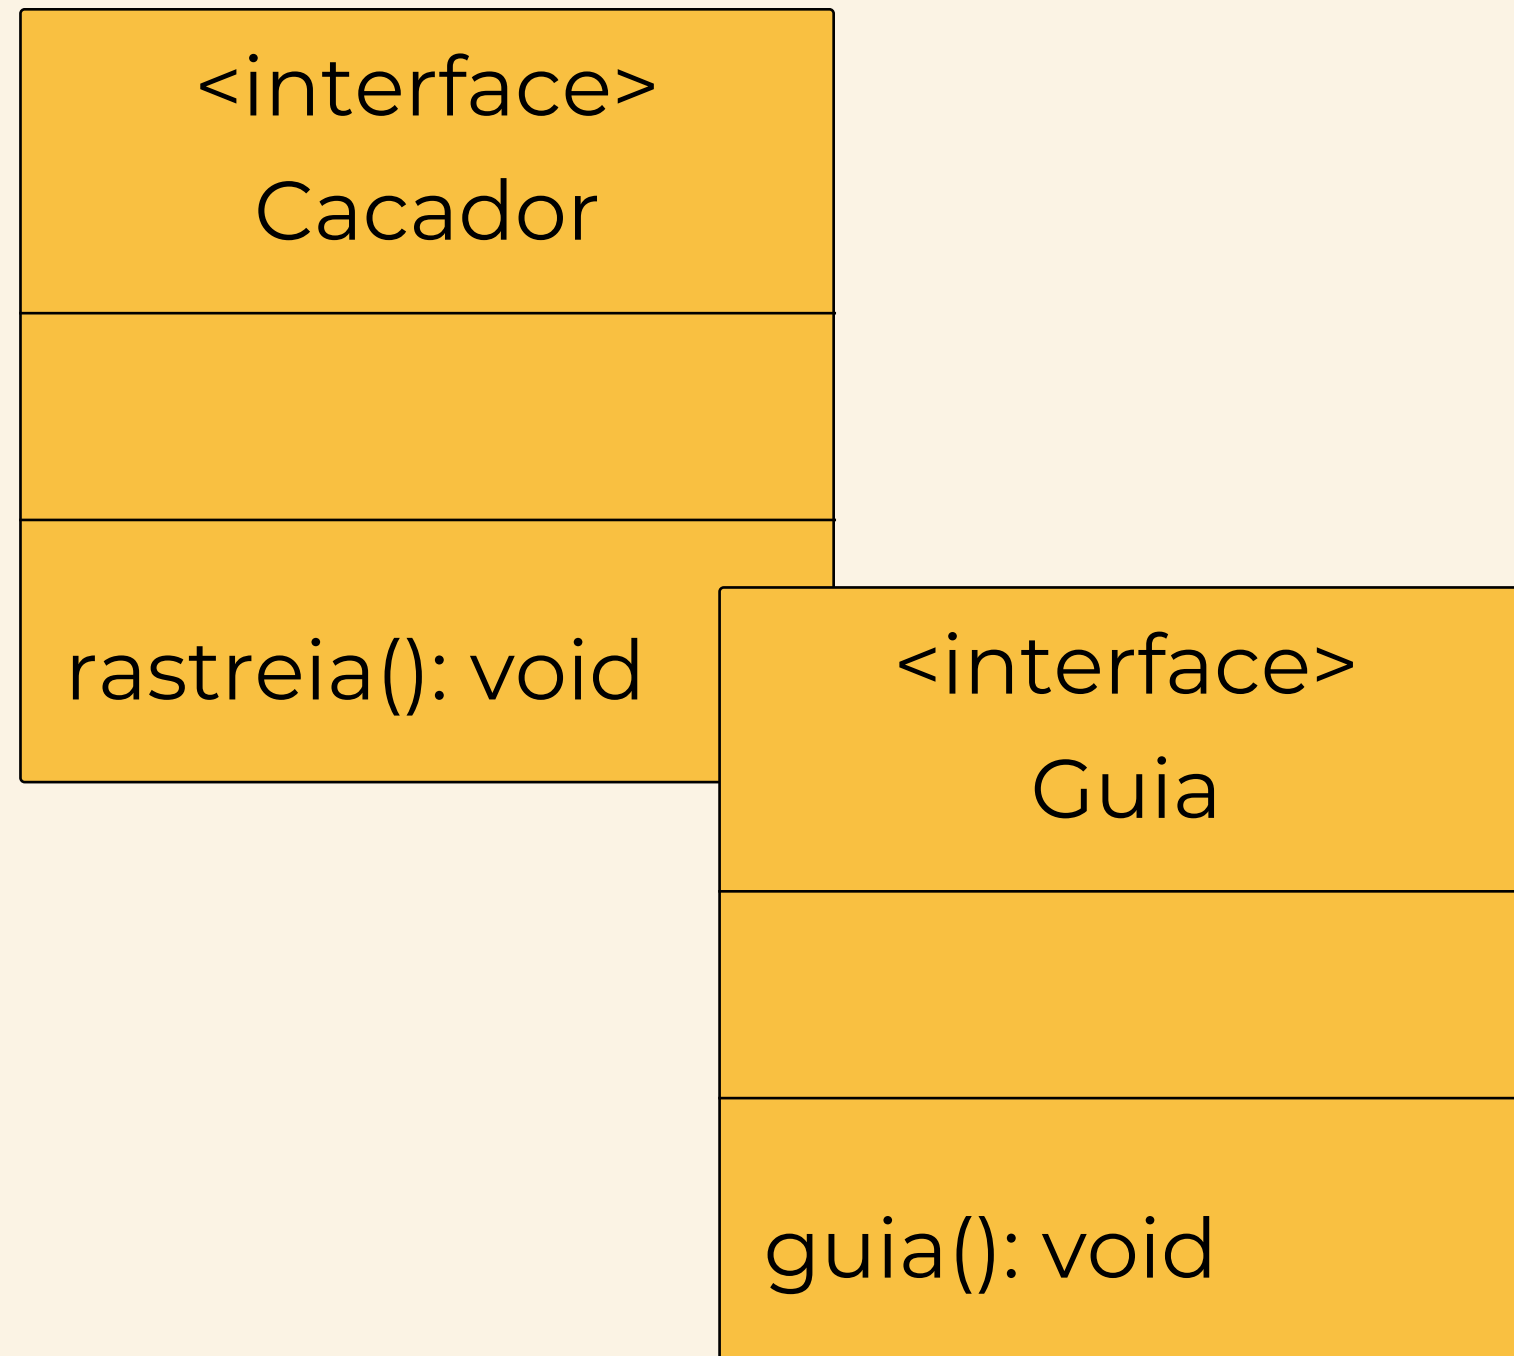 <interface>
Cacador
rastreia(): void
<interface>
Guia
guia(): void